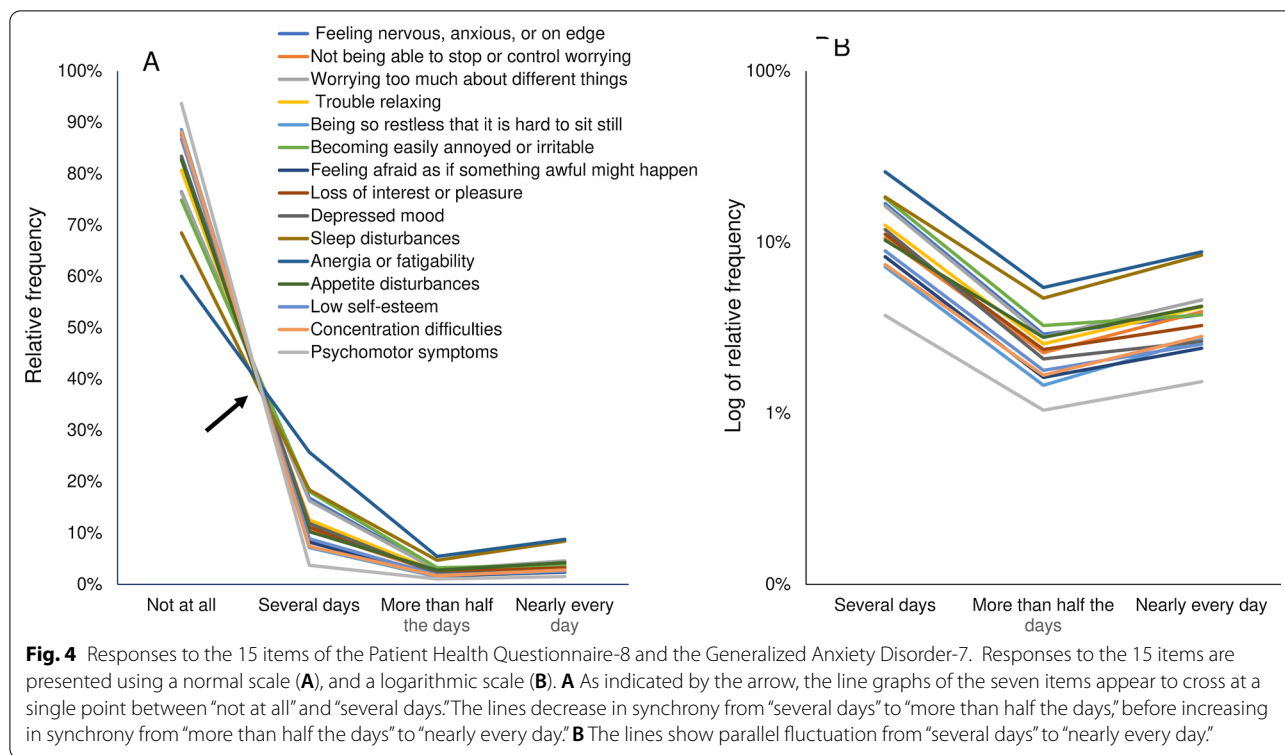 A
Feeling nervous, anxious, or on edge
Not being able to stop or control worrying
Worrying too much about different things
Trouble relaxing
Being so restless that it is hard to sit still
Becoming easily annoyed or irritable
Feeling afraid as if something awful might happen
Loss of interest or pleasure
Depressed mood
Sleep disturbances
Anergia or fatigability
Appetite disturbances
Low self-esteem
Concentration difficulties
Psychomotor symptoms
100%
90%
80%
70%
60%
50%
40%
30%
20%
10%
0%
Relative frequency
Not at all
Several days
More than half
the days
Nearly every
day
B
100%
10%
1%
0%
Log of relative frequency
Several days
More than half the
days
Nearly every day
Fig. 4 Responses to the 15 items of the Patient Health Questionnaire-8 and the Generalized Anxiety Disorder-7. Responses to the 15 items are
presented using a normal scale (A), and a logarithmic scale (B). A As indicated by the arrow, the line graphs of the seven items appear to cross at a
single point between “not at all” and “several days.” The lines decrease in synchrony from “several days” to “more than half the days,” before increasing
in synchrony from “more than half the days” to “nearly every day.” B The lines show parallel fluctuation from “several days” to “nearly every day.”